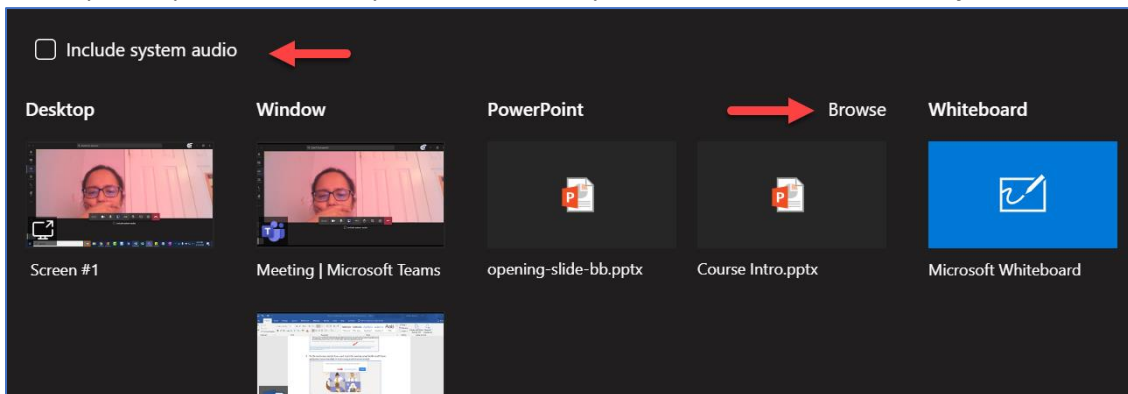 Include system audio
Desktop
Window
PowerPoint
Browse
Whiteboard
Screen #1
Meeting | Microsoft Teams
opening-slide-bb.pptx
Course Intro.pptx
Microsoft Whiteboard